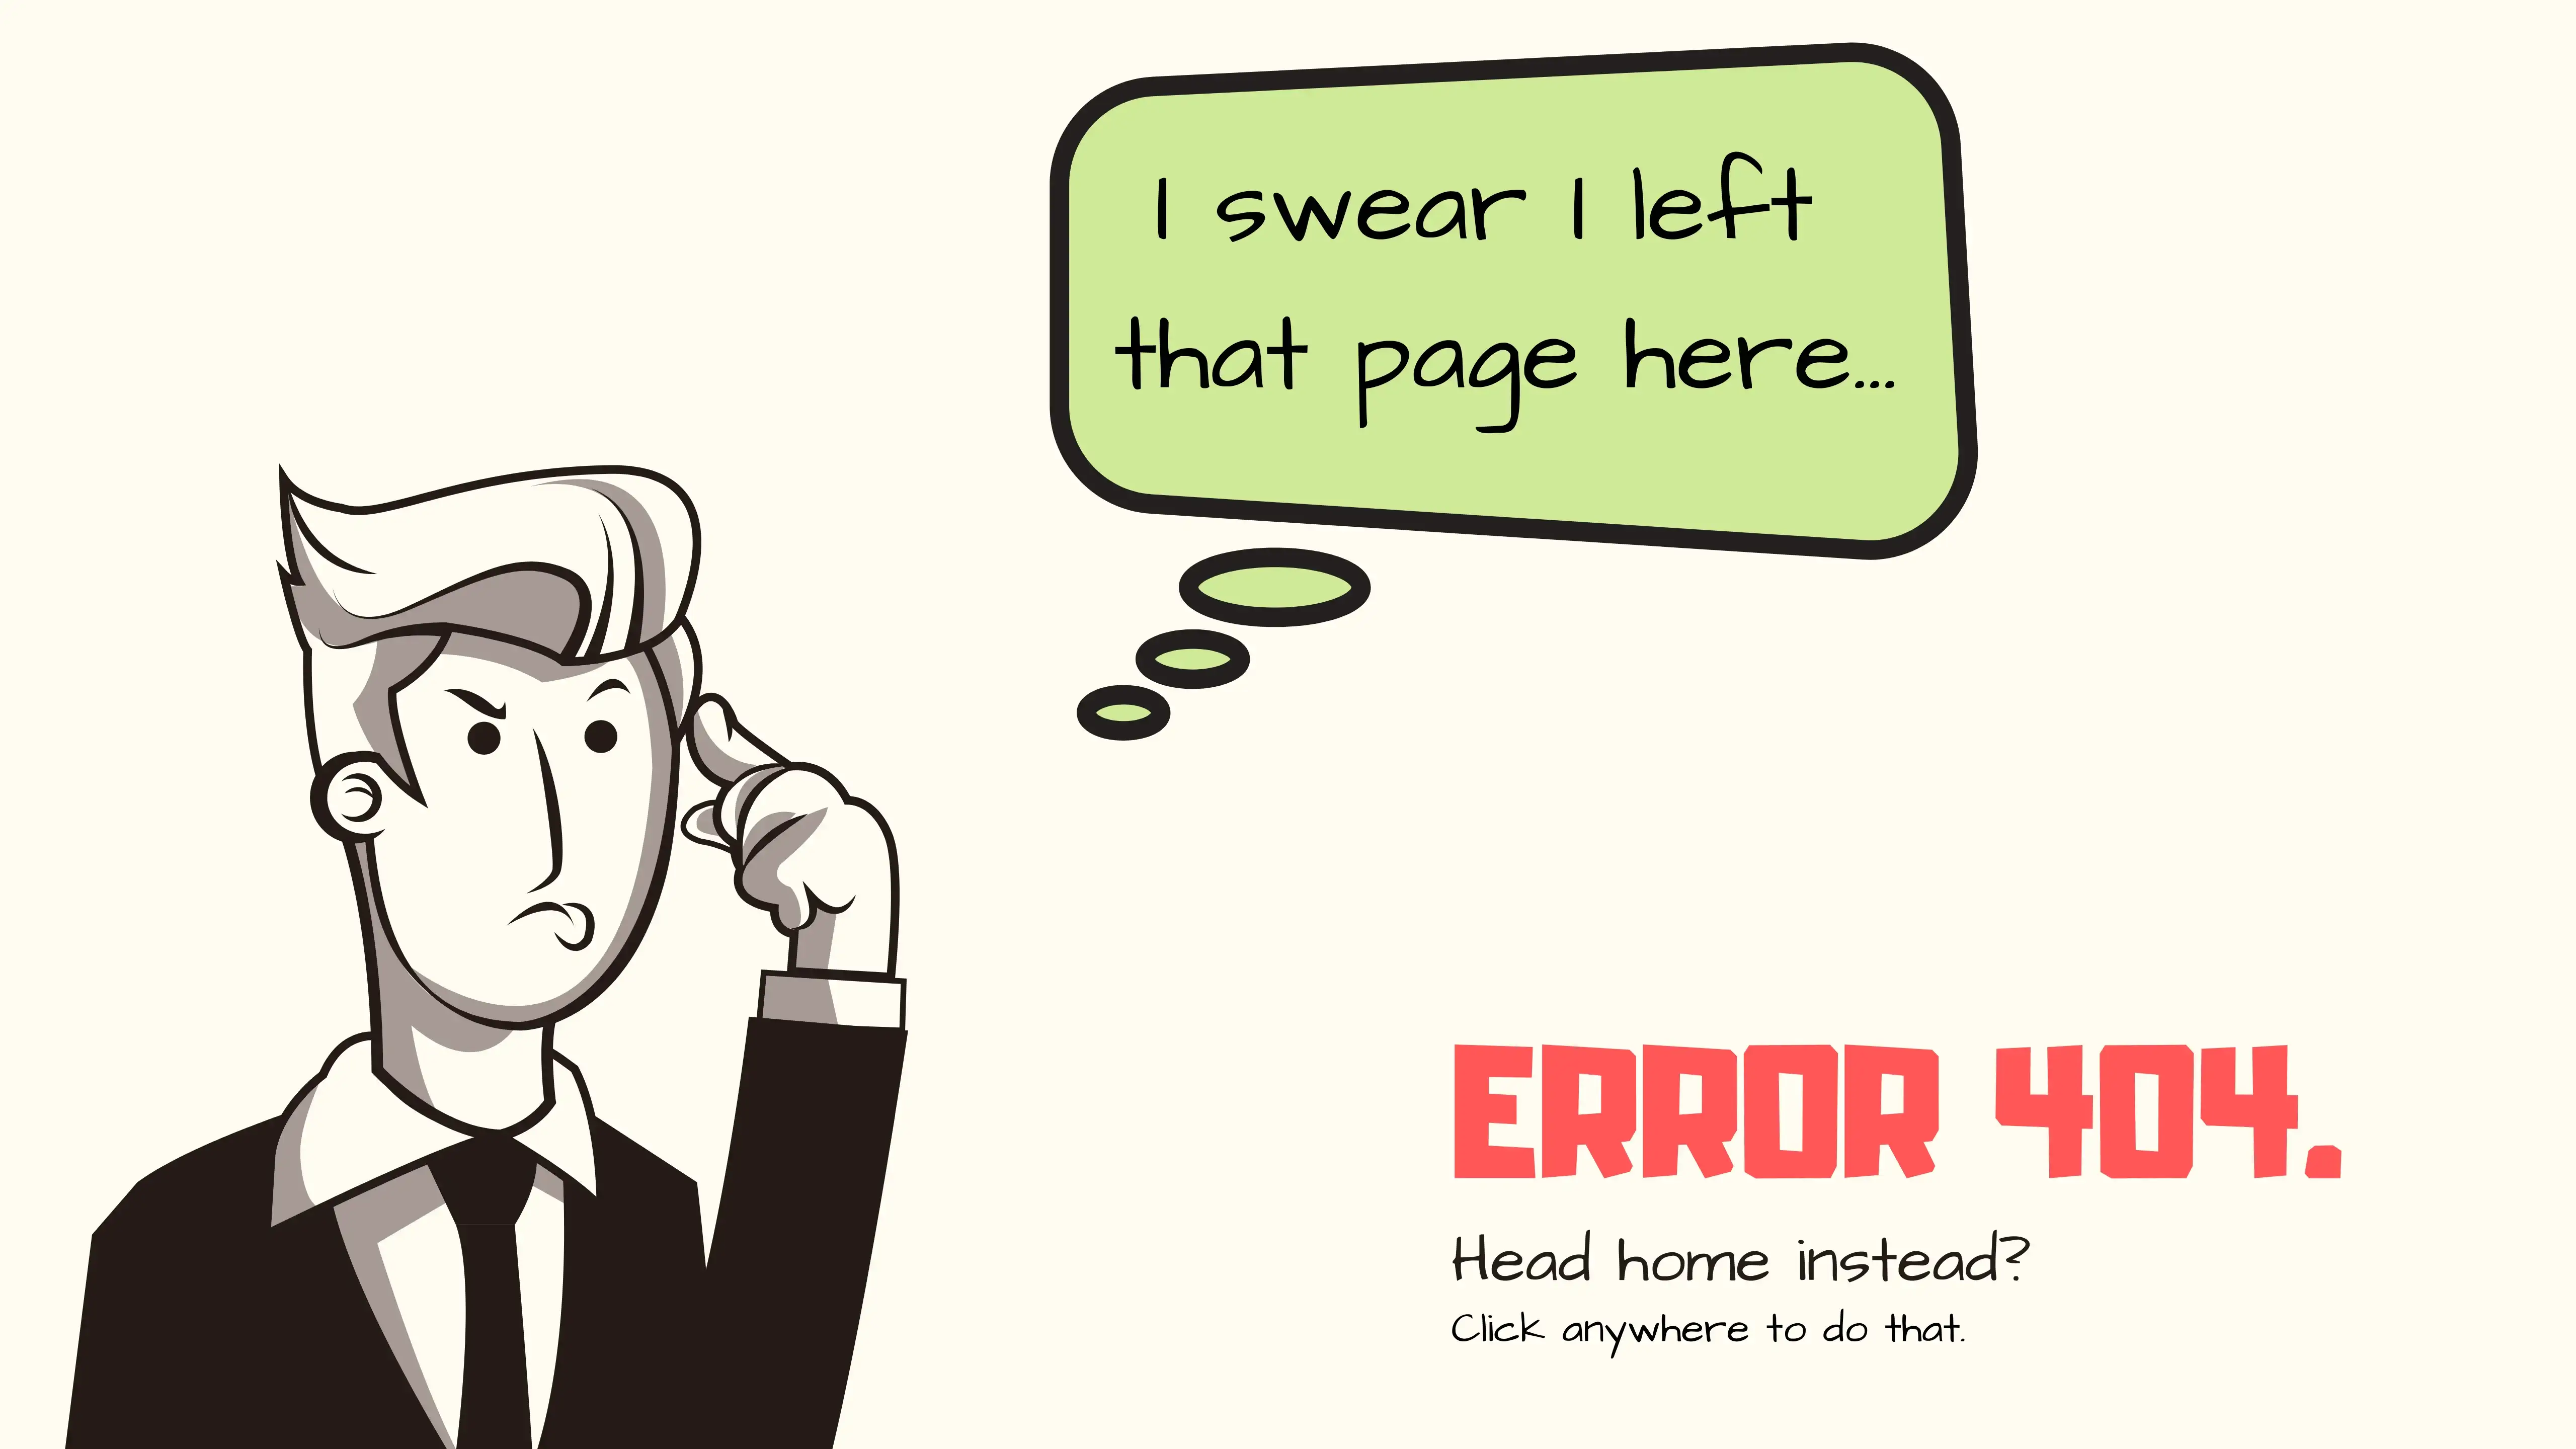 I swear I left
that page here...
ERROR 404.
Head home instead?
Click anywhere to do that.